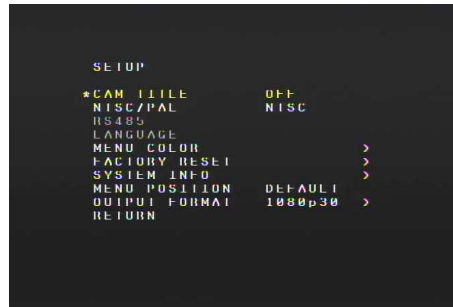 SETUP
*CAM TITLE OFF
NTSC/PAL NTSC
RS485
LANGUAGE
MENU COLOR >
FACTORY RESET >
SYSTEM INFO >
MENU POSITION DEFAULT
OUTPUT FORMAT 1080p30 >
RETURN